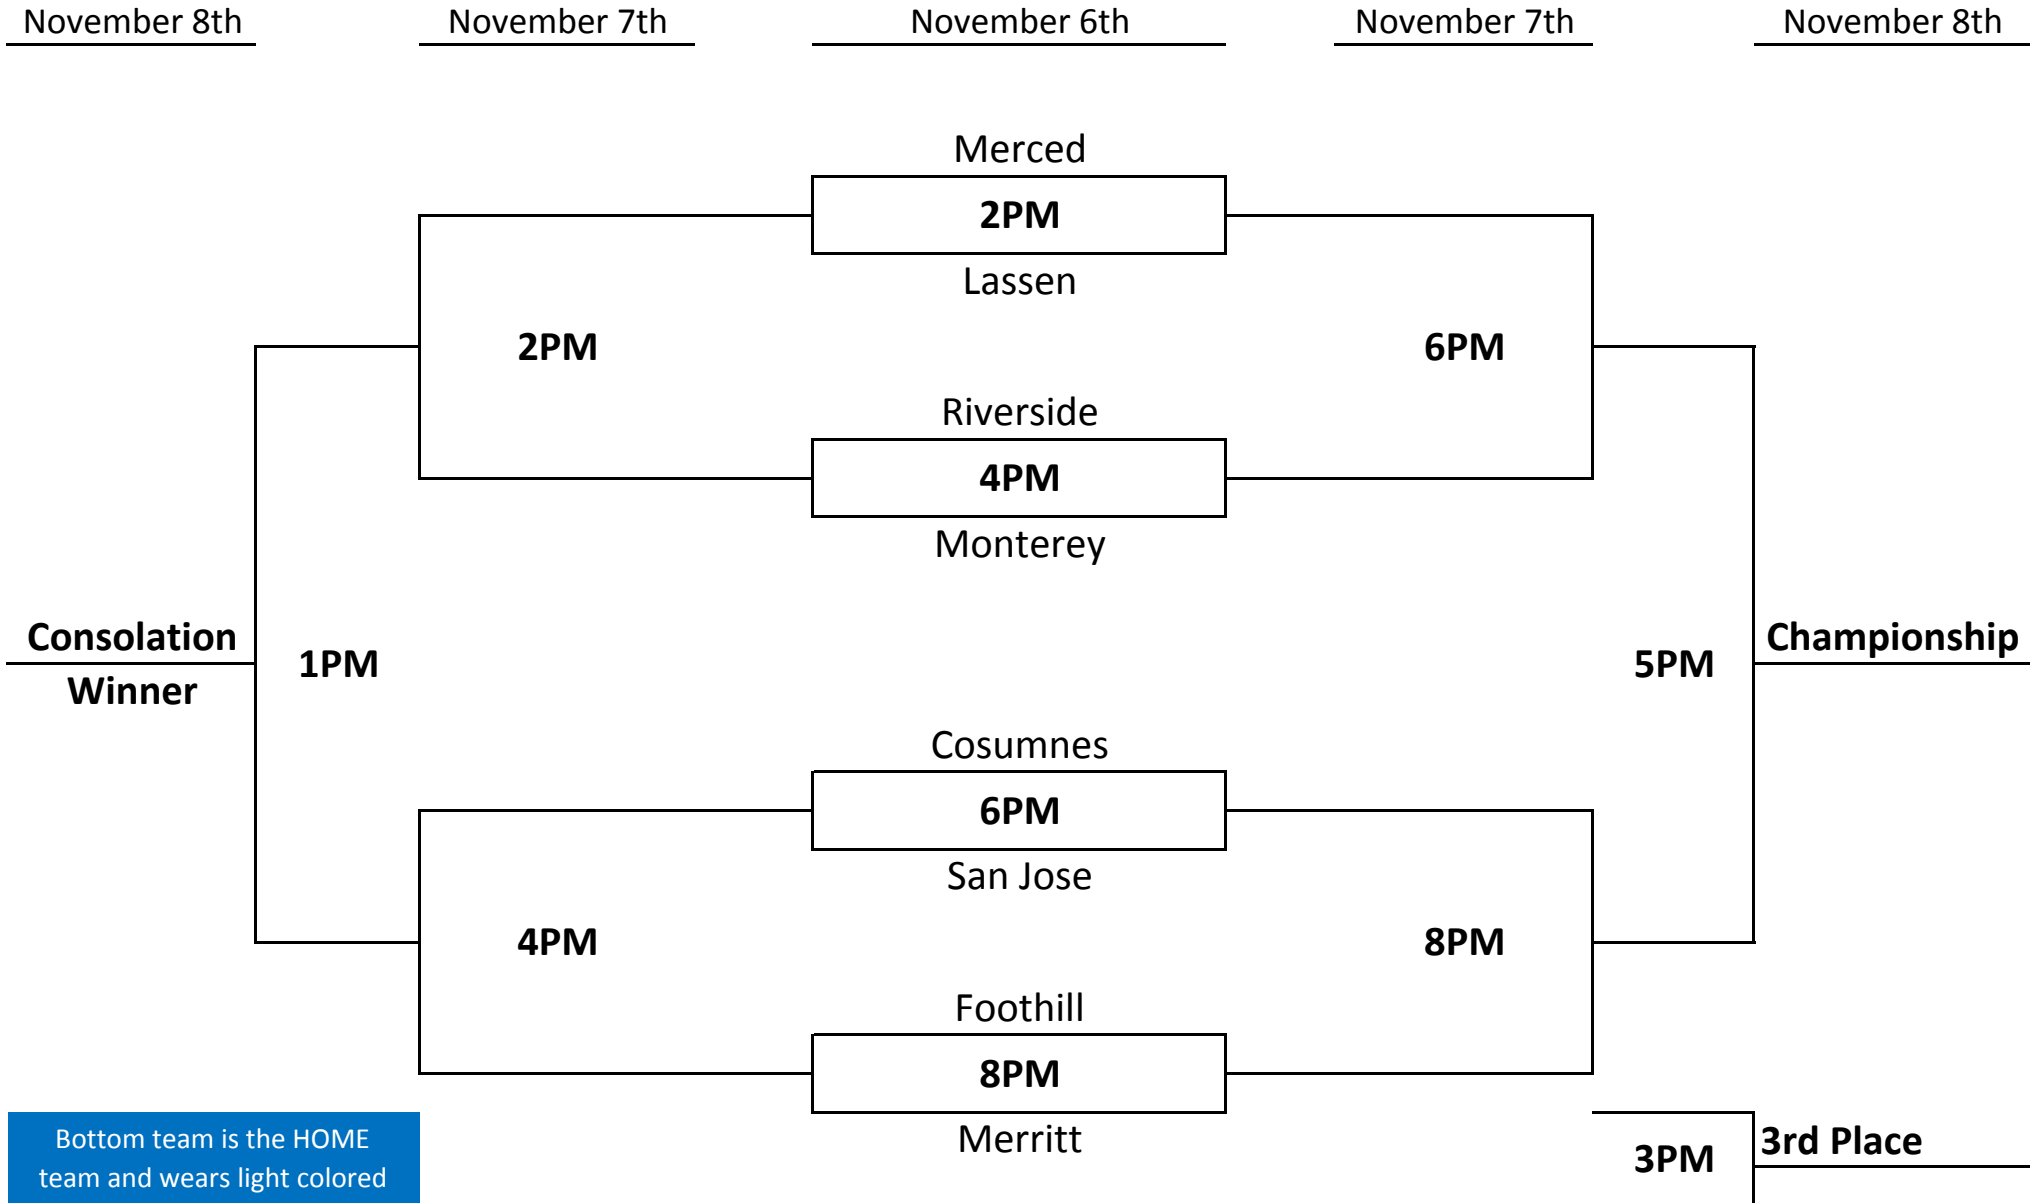 November 8th November 7th November 6th November 7th November 8th
Merced
2PM
Lassen
2PM 6PM
Riverside
4PM
Monterey
Consolation Championship
1PM 5PM
Winner
Cosumnes
6PM
San Jose
4PM 8PM
Foothill
8PM
Merritt
Bottom team is the HOME
team and wears light colored
3rd Place
3PM